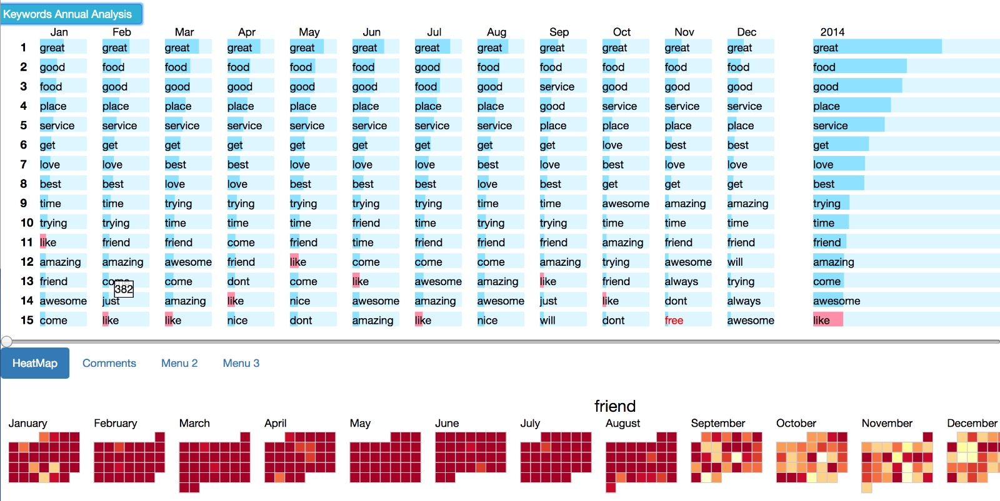 Keywords Annual Analysis
Jan Feb Mar Apr May Jun Jul Aug Sep Oct Nov Dec 2014
1 great great great great great great great great great great great great great
2 good food food food food food good food food food food food food
3 food good good good good good food good service good good good good
4 place place place place place place place place good service service service place
5 service service service service service service service service place place place place service
6 get get get get get get get get get love best best get
7 love love best best love love love best love best love love love
8 best best love love best best best love best get get get best
9 time time trying trying trying trying trying time time awesome amazing amazing trying
10 trying trying time time time friend time trying trying time time time time
11 like friend friend come friend time friend friend friend amazing friend friend friend
12 amazing amazing awesome friend like come come come amazing trying awesome will amazing
13 friend come come dont come like awesome amazing like friend always trying come
382
14 awesome just amazing like nice awesome amazing awesome just like dont always awesome
15 come like like nice dont amazing like nice will dont free awesome like
HeatMap Comments Menu 2 Menu 3
friend
January February March April May June July August September October November December